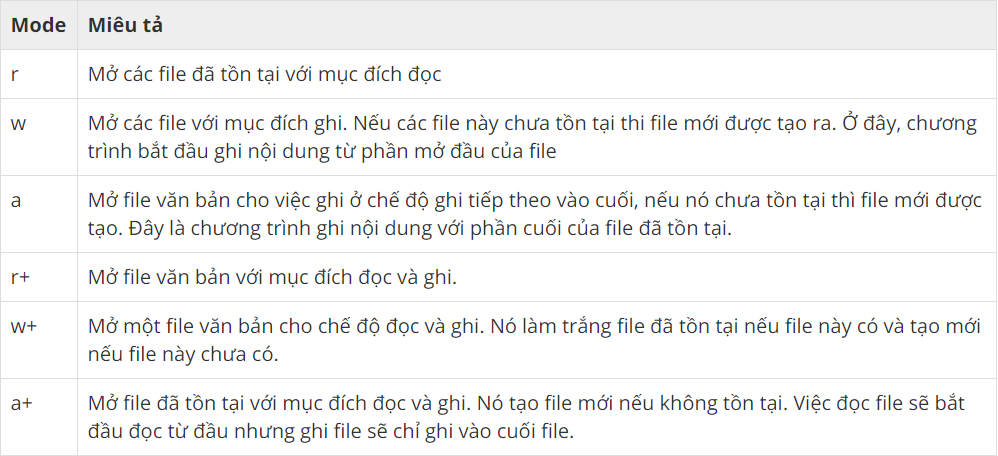 Mode Miêu tả
r Mở các file đã tồn tại với mục đích đọc
w Mở các file với mục đích ghi. Nếu các file này chưa tồn tại thi file mới được tạo ra. Ở đây, chương
trình bắt đầu ghi nội dung từ phần mở đầu của file
a Mở file văn bản cho việc ghi ở chế độ ghi tiếp theo vào cuối, nếu nó chưa tồn tại thì file mới được
tạo. Đây là chương trình ghi nội dung với phần cuối của file đã tồn tại.
r+ Mở file văn bản với mục đích đọc và ghi.
w+ Mở một file văn bản cho chế độ đọc và ghi. Nó làm trắng file đã tồn tại nếu file này có và tạo mới
nếu file này chưa có.
a+ Mở file đã tồn tại với mục đích đọc và ghi. Nó tạo file mới nếu không tồn tại. Việc đọc file sẽ bắt
đầu đọc từ đầu nhưng ghi file sẽ chỉ ghi vào cuối file.